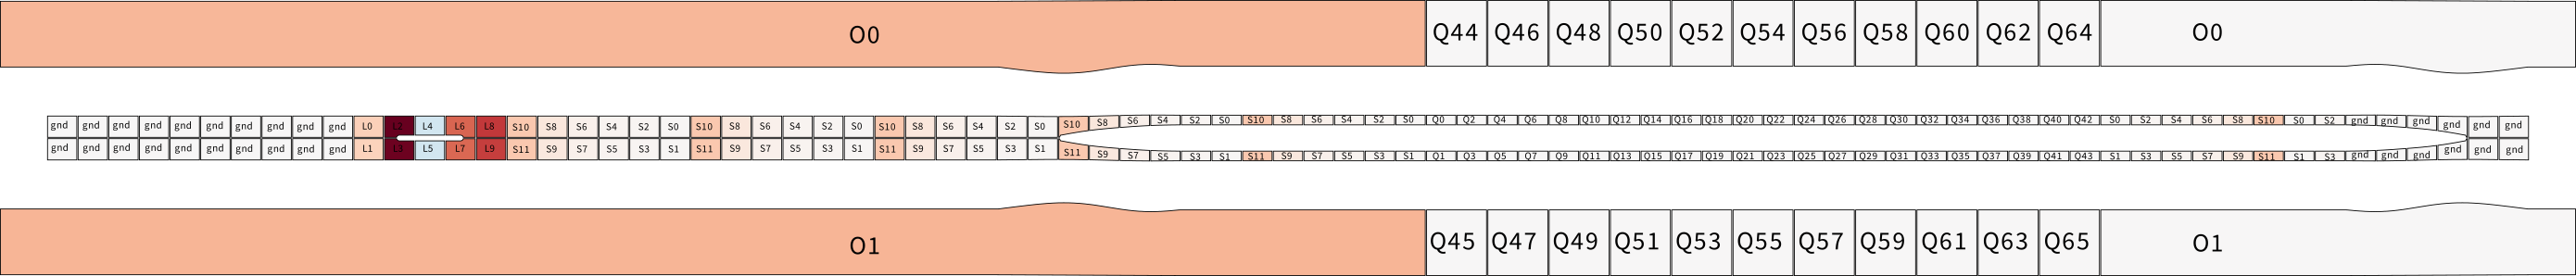 O0 Q44 Q46 Q48 Q50 Q52 Q54 Q56 Q58 Q60 Q62 Q64 O0
gnd gnd gnd gnd gnd gnd gnd gnd gnd gnd L0 L2 L4 L6 L8 S10 S8 S6 S4 S2 S0 S10 S8 S6 S4 S2 S0 S10 S8 S6 S4 S2 S0 S10 S8 S6 S4 S2 S0 S10 S8 S6 S4 S2 S0 Q0 Q2 Q4 Q6 Q8 Q10 Q12 Q14 Q16 Q18 Q20 Q22 Q24 Q26 Q28 Q30 Q32 Q34 Q36 Q38 Q40 Q42 S0 S2 S4 S6 S8 S10 S0 S2 gnd gnd gnd gnd gnd gnd
gnd gnd gnd gnd gnd gnd gnd gnd gnd gnd L1 L3 L5 L7 L9 S11 S9 S7 S5 S3 S1 S11 S9 S7 S5 S3 S1 S11 S9 S7 S5 S3 S1 S11 S9 S7 S5 S3 S1 S11 S9 S7 S5 S3 S1 Q1 Q3 Q5 Q7 Q9 Q11 Q13 Q15 Q17 Q19 Q21 Q23 Q25 Q27 Q29 Q31 Q33 Q35 Q37 Q39 Q41 Q43 S1 S3 S5 S7 S9 S11 S1 S3 gnd gnd gnd gnd gnd gnd
O1 Q45 Q47 Q49 Q51 Q53 Q55 Q57 Q59 Q61 Q63 Q65 O1